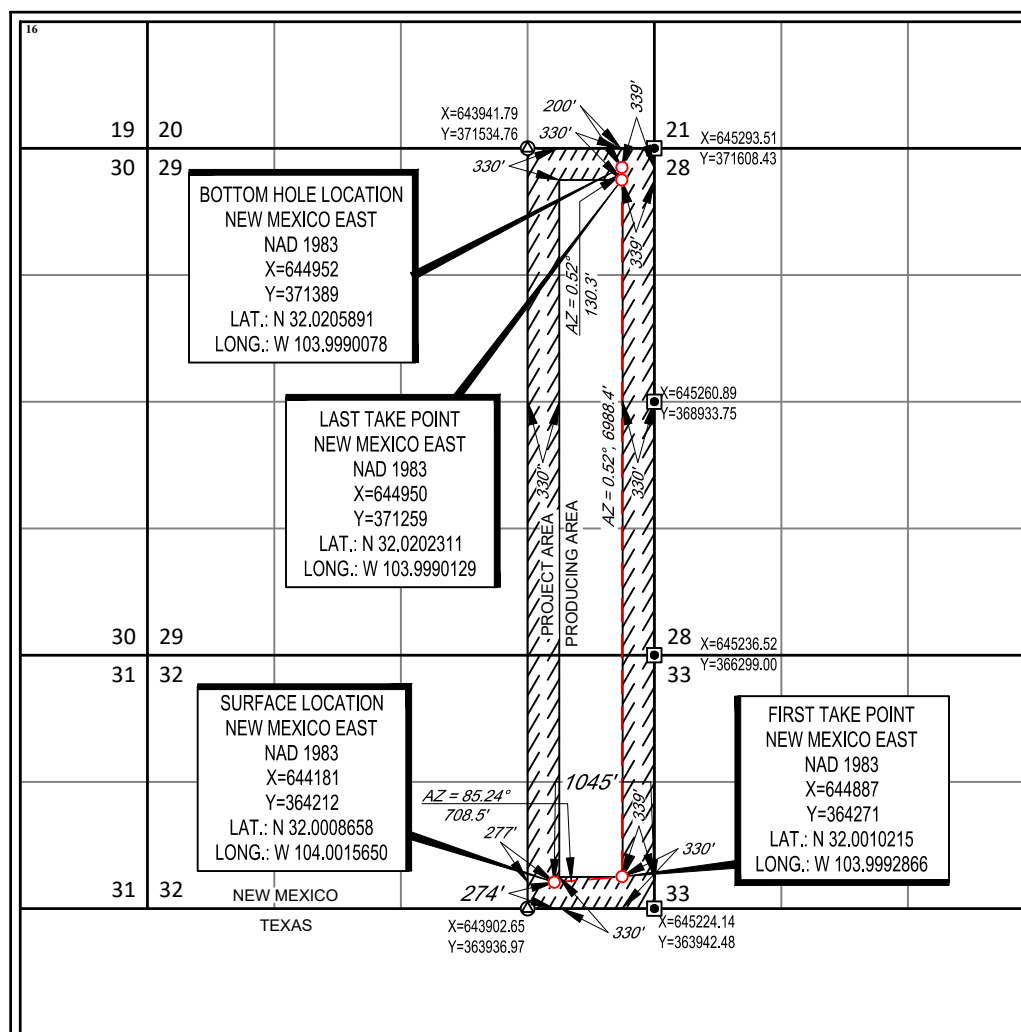 16
X=643941.79
Y=371534.76
200'
339'
330'
330'
19 20
30 29
21
28
X=645293.51
Y=371608.43
BOTTOM HOLE LOCATION
NEW MEXICO EAST
NAD 1983
X=644952
Y=371389
LAT.: N 32.0205891
LONG.: W 103.9990078
339'
AZ = 0.52°
130.3'
LAST TAKE POINT
NEW MEXICO EAST
NAD 1983
X=644950
Y=371259
LAT.: N 32.0202311
LONG.: W 103.9990129
X=645260.89
Y=368933.75
330'
330'
AZ = 0.52°, 6988.4'
PROJECT AREA
PRODUCING AREA
30 29
31 32
28
33
X=645236.52
Y=366299.00
SURFACE LOCATION
NEW MEXICO EAST
NAD 1983
X=644181
Y=364212
LAT.: N 32.0008658
LONG.: W 104.0015650
FIRST TAKE POINT
NEW MEXICO EAST
NAD 1983
X=644887
Y=364271
LAT.: N 32.0010215
LONG.: W 103.9992866
1045'
AZ = 85.24°
708.5'
277'
339'
330'
274'
31 32
NEW MEXICO
TEXAS
33
X=643902.65
Y=363936.97
330'
X=645224.14
Y=363942.48